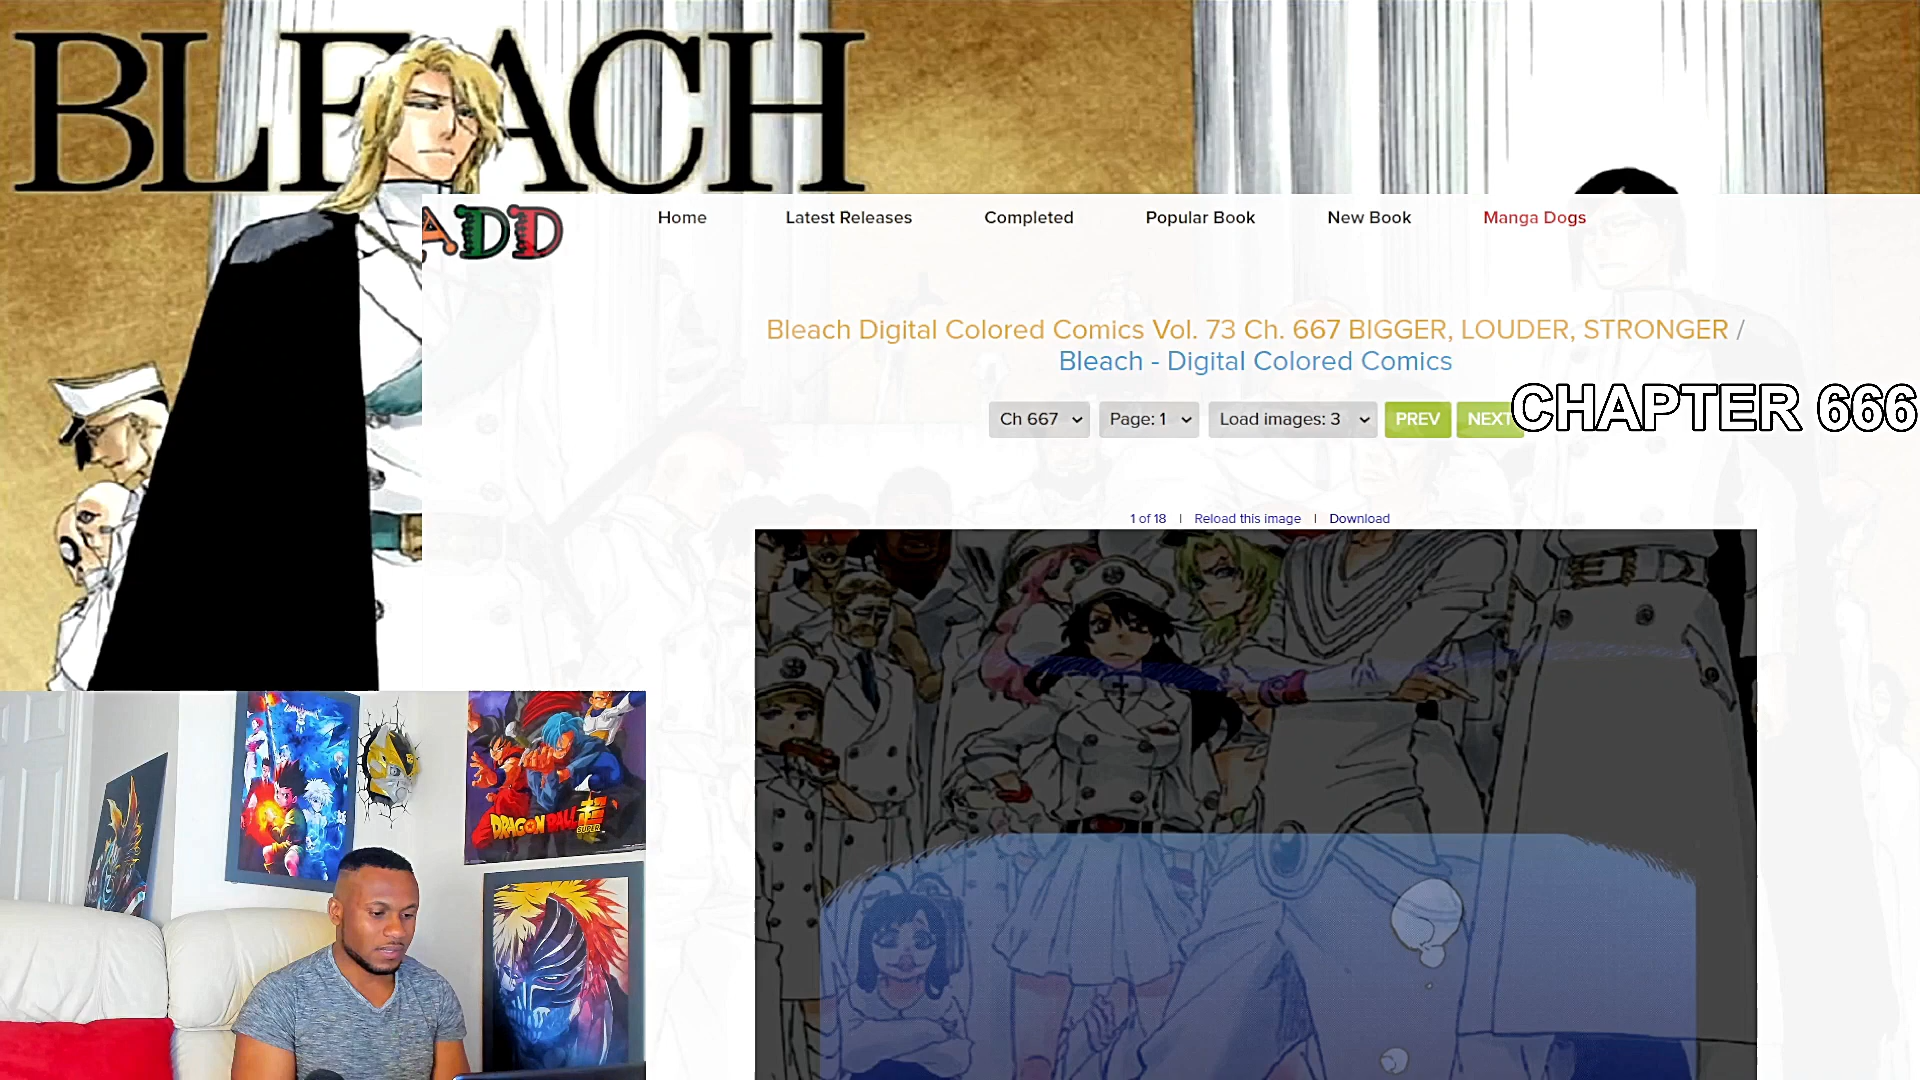 BLEACH
ADD
Home
Latest Releases
Completed
Popular Book
New Book
Manga Dogs
Bleach Digital Colored Comics Vol. 73 Ch. 667 BIGGER, LOUDER, STRONGER /
Bleach - Digital Colored Comics
Ch 667
Page: 1
Load images: 3
PREV
NEXT
CHAPTER 666
1 of 18 | Reload this image | Download
DRAGON BALL
SUPER